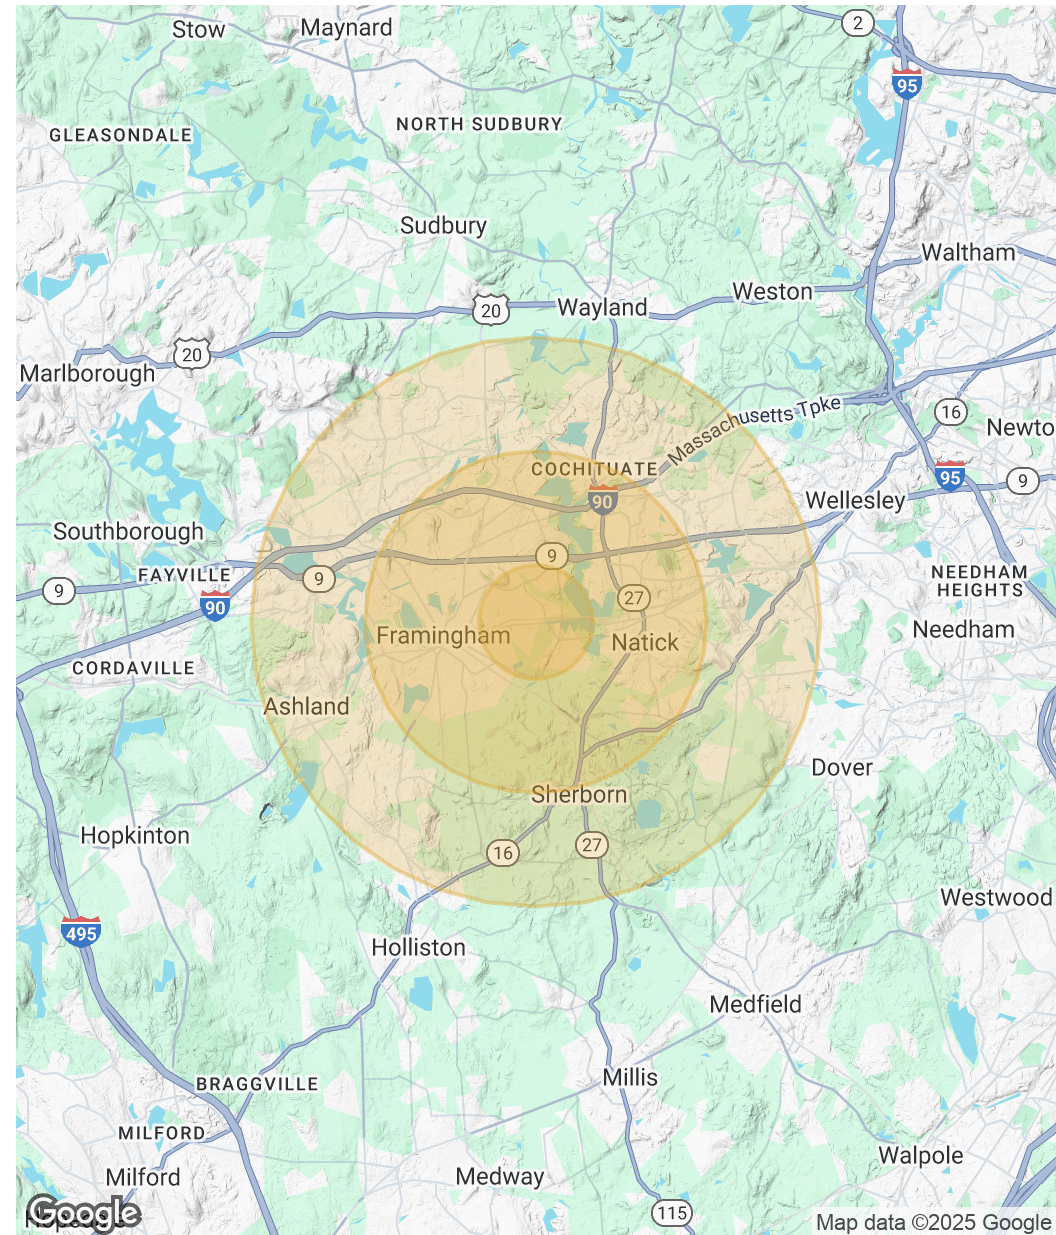 Stow
Maynard
2
95
GLEASONDALE
NORTH SUDBURY
Sudbury
Waltham
Weston
20
Wayland
20
Marlborough
Massachusetts Tpke
16
Newto
COCHITUATE
95
9
90
Wellesley
Southborough
9
FAYVILLE
9
9
90
27
NEEDHAM
HEIGHTS
Framingham
Natick
Needham
CORDAVILLE
Ashland
Dover
Sherborn
Hopkinton
16
27
Westwood
495
Holliston
Medfield
Millis
BRAGGVILLE
MILFORD
Walpole
Milford
Medway
115
Google
Map data ©2025 Google